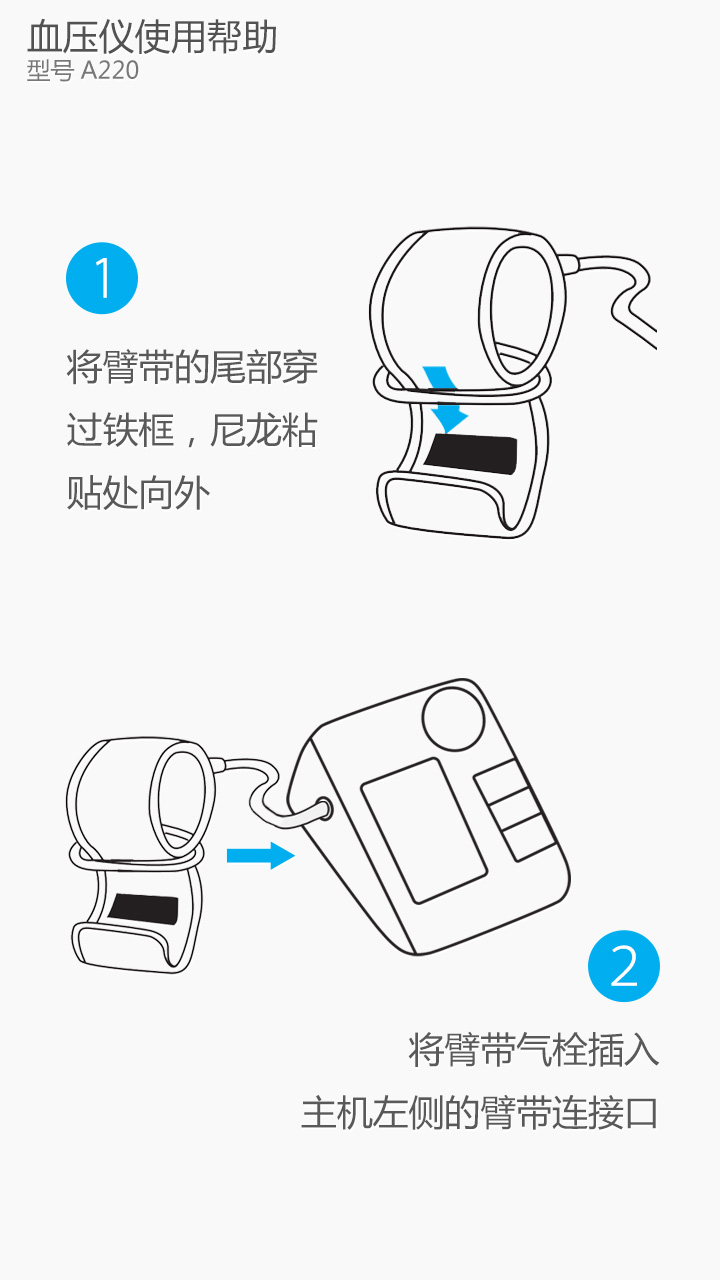 血压仪使用帮助
型号 A220
1
将臂带的尾部穿
过铁框，尼龙粘
贴处向外
2
将臂带气栓插入
主机左侧的臂带连接口